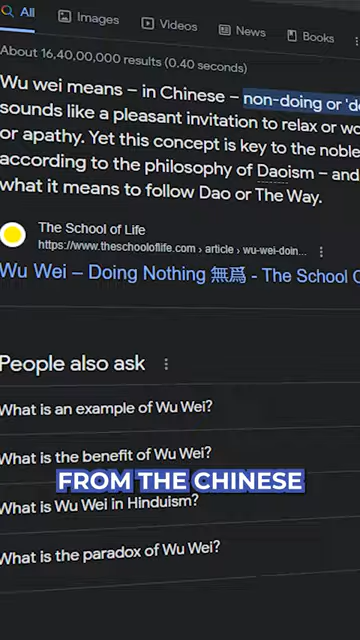 All
Images
Videos
News
Books
About 16,40,00,000 results (0.40 seconds)
Wu wei means – in Chinese – non-doing or 'd
sounds like a pleasant invitation to relax or wo
or apathy. Yet this concept is key to the noble
according to the philosophy of Daoism – and
what it means to follow Dao or The Way.
The School of Life
https://www.theschooloflife.com › article › wu-wei-doin...
Wu Wei – Doing Nothing 無爲 - The School
People also ask
What is an example of Wu Wei?
What is the benefit of Wu Wei?
FROM THE CHINESE
What is Wu Wei in Hinduism?
What is the paradox of Wu Wei?